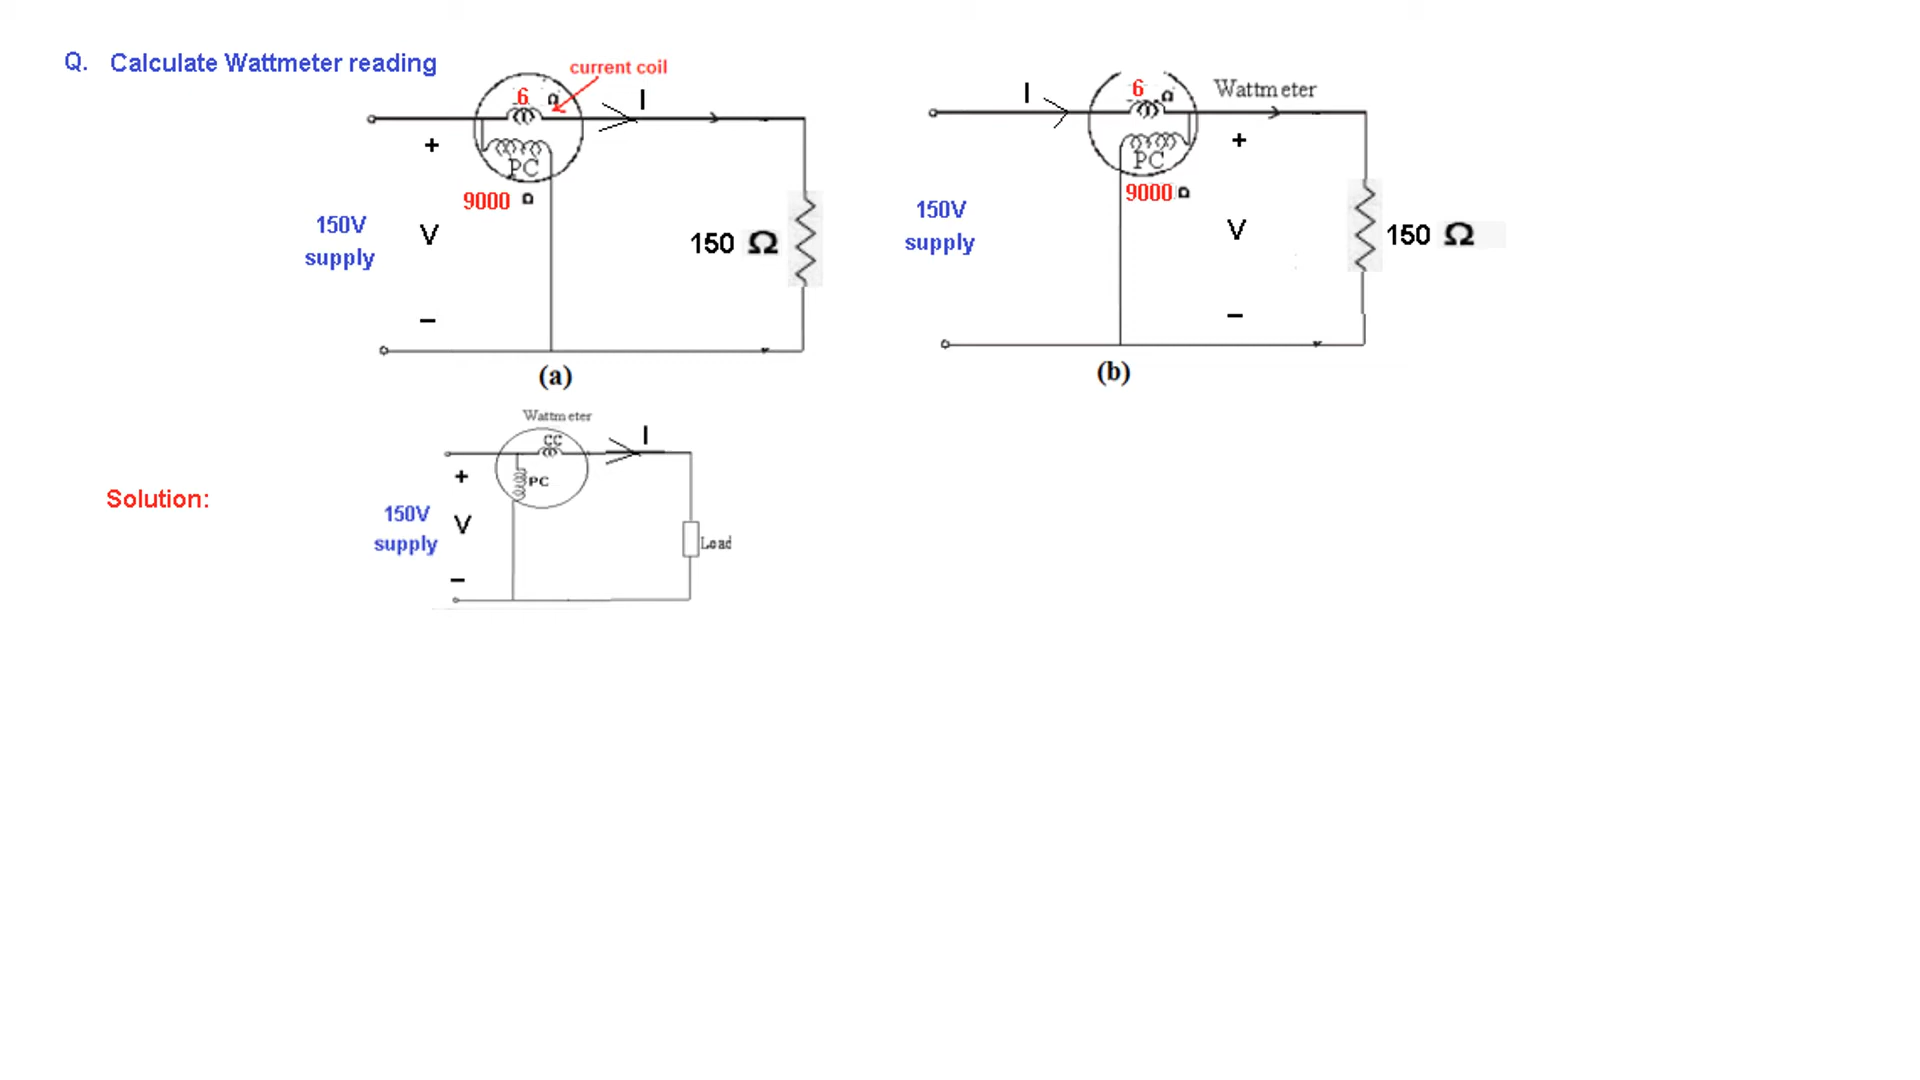 Q. Calculate Wattmeter reading
current coil
6 Ω
I
+
PC
9000 Ω
150V
supply
V
150 Ω
–
(a)
I
6 Ω
Wattmeter
+
PC
9000 Ω
150V
supply
V
150 Ω
–
(b)
Wattmeter
CC
I
+
PC
Solution:
150V
supply
V
Load
–